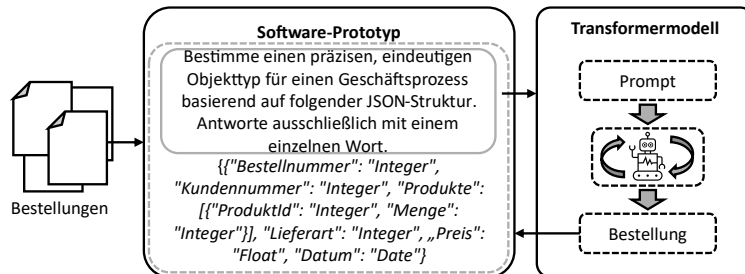 Software-Prototyp
Bestimme einen präzisen, eindeutigen
Objekttyp für einen Geschäftsprozess
basierend auf folgender JSON-Struktur.
Antworte ausschließlich mit einem
einzelnen Wort.
{{"Bestellnummer": "Integer",
"Kundennummer": "Integer", "Produkte":
[{"ProduktId": "Integer", "Menge":
"Integer"}], "Lieferart": "Integer", „Preis":
"Float", "Datum": "Date"}
Bestellungen
Transformermodell
Prompt
Bestellung